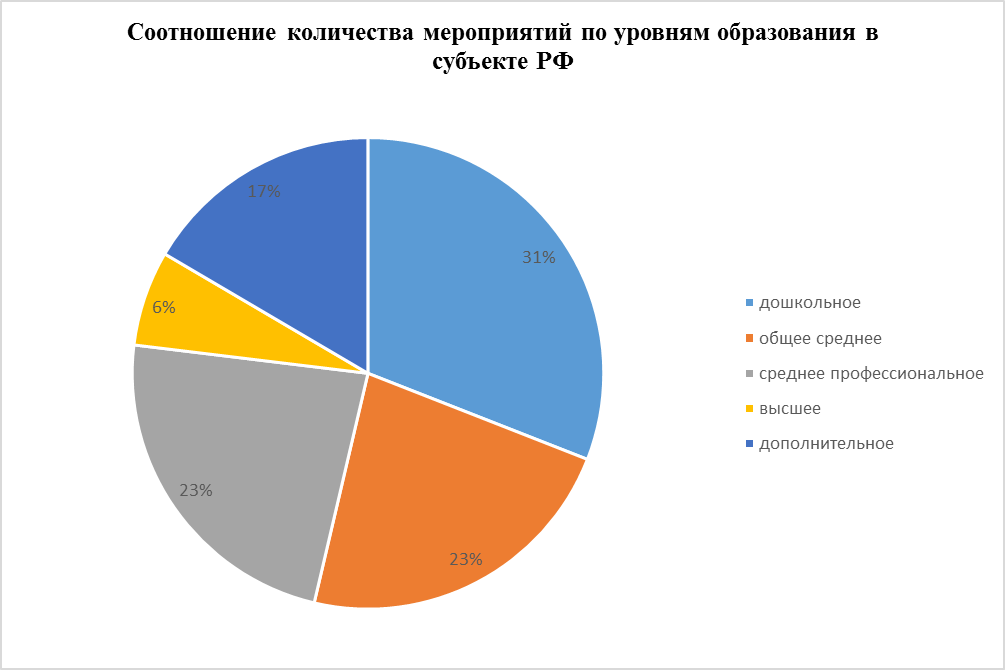 Соотношение количества мероприятий по уровням образования в
субъекте РФ
17%
31%
6%
23%
23%
дошкольное
общее среднее
среднее профессиональное
высшее
дополнительное